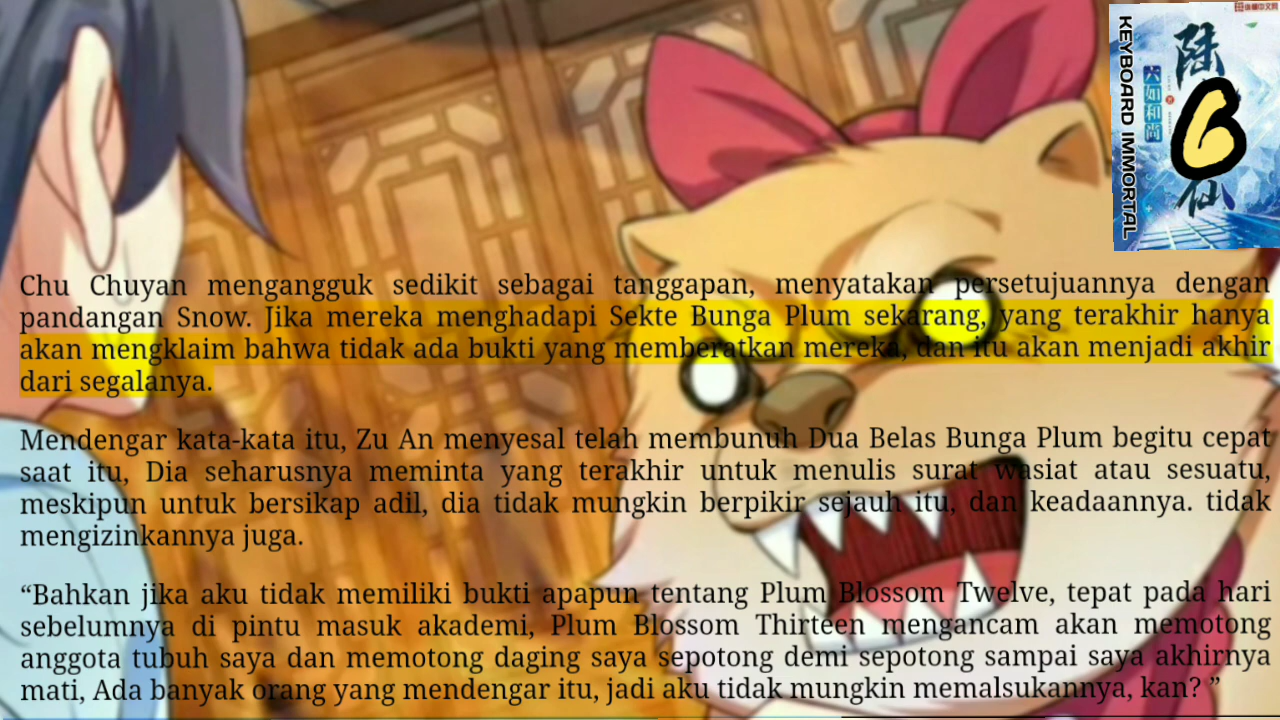 KEYBOARD IMMORTAL
陆
仙
六如和尚
6
Chu Chuyan mengangguk sedikit sebagai tanggapan, menyatakan persetujuannya dengan
pandangan Snow. Jika mereka menghadapi Sekte Bunga Plum sekarang, yang terakhir hanya
akan mengklaim bahwa tidak ada bukti yang memberatkan mereka, dan itu akan menjadi akhir
dari segalanya.
Mendengar kata-kata itu, Zu An menyesal telah membunuh Dua Belas Bunga Plum begitu cepat
saat itu, Dia seharusnya meminta yang terakhir untuk menulis surat wasiat atau sesuatu,
meskipun untuk bersikap adil, dia tidak mungkin berpikir sejauh itu, dan keadaannya. tidak
mengizinkannya juga.
“Bahkan jika aku tidak memiliki bukti apapun tentang Plum Blossom Twelve, tepat pada hari
sebelumnya di pintu masuk akademi, Plum Blossom Thirteen mengancam akan memotong
anggota tubuh saya dan memotong daging saya sepotong demi sepotong sampai saya akhirnya
mati, Ada banyak orang yang mendengar itu, jadi aku tidak mungkin memalsukannya, kan? ”